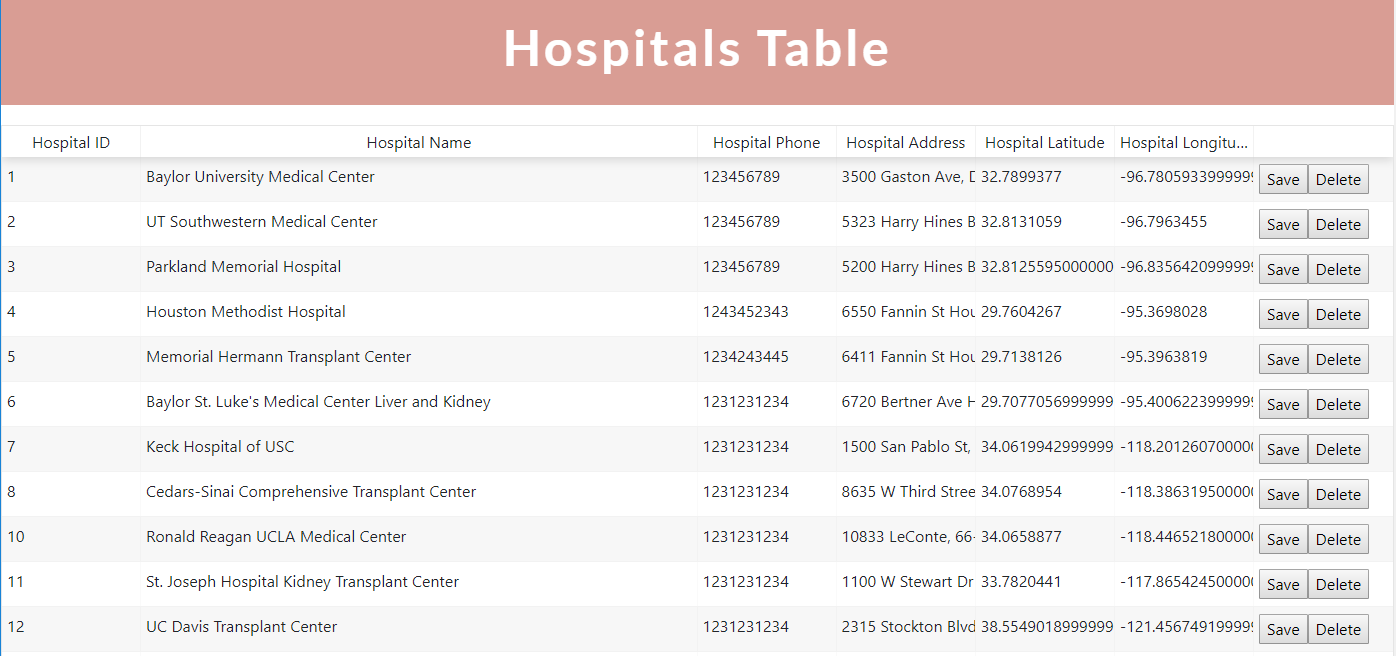 Hospitals Table
Hospital ID Hospital Name Hospital Phone Hospital Address Hospital Latitude Hospital Longitu...
1 Baylor University Medical Center 123456789 3500 Gaston Ave, D 32.7899377 -96.7805933999999 Save Delete
2 UT Southwestern Medical Center 123456789 5323 Harry Hines B 32.8131059 -96.7963455 Save Delete
3 Parkland Memorial Hospital 123456789 5200 Harry Hines B 32.8125595000000 -96.8356420999999 Save Delete
4 Houston Methodist Hospital 1243452343 6550 Fannin St Hou 29.7604267 -95.3698028 Save Delete
5 Memorial Hermann Transplant Center 1234243445 6411 Fannin St Hou 29.7138126 -95.3963819 Save Delete
6 Baylor St. Luke's Medical Center Liver and Kidney 1231231234 6720 Bertner Ave H 29.7077056999999 -95.4006223999999 Save Delete
7 Keck Hospital of USC 1231231234 1500 San Pablo St, 34.0619942999999 -118.201260700000 Save Delete
8 Cedars-Sinai Comprehensive Transplant Center 1231231234 8635 W Third Stree 34.0768954 -118.386319500000 Save Delete
10 Ronald Reagan UCLA Medical Center 1231231234 10833 LeConte, 66- 34.0658877 -118.446521800000 Save Delete
11 St. Joseph Hospital Kidney Transplant Center 1231231234 1100 W Stewart Dr 33.7820441 -117.865424500000 Save Delete
12 UC Davis Transplant Center 1231231234 2315 Stockton Blvd 38.5549018999999 -121.456749199999 Save Delete